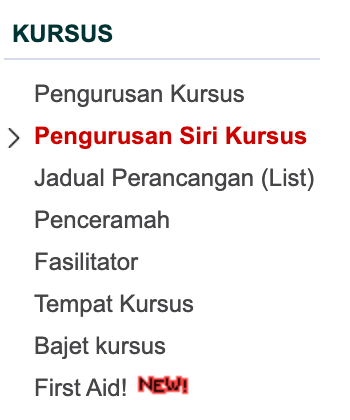 KURSUS
Pengurusan Kursus
Pengurusan Siri Kursus
Jadual Perancangan (List)
Penceramah
Fasilitator
Tempat Kursus
Bajet kursus
First Aid! NEW!